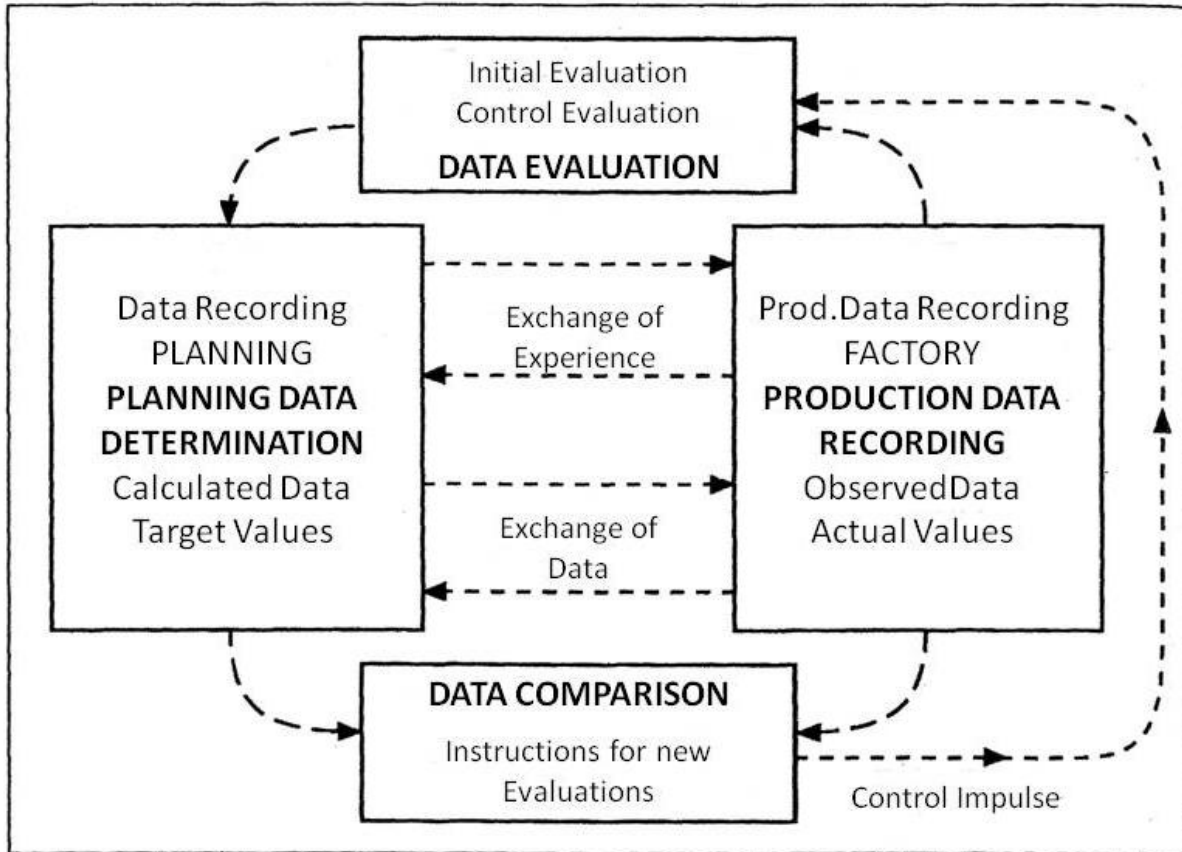 Initial Evaluation
Control Evaluation
DATA EVALUATION
Data Recording
PLANNING
PLANNING DATA
DETERMINATION
Calculated Data
Target Values
Exchange of
Experience
Exchange of
Data
Prod.Data Recording
FACTORY
PRODUCTION DATA
RECORDING
ObservedData
Actual Values
DATA COMPARISON
Instructions for new
Evaluations
Control Impulse